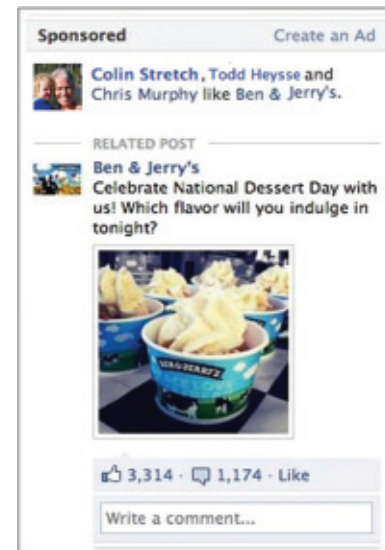 Sponsored Create an Ad
Colin Stretch, Todd Heysse and
Chris Murphy like Ben & Jerry's.
RELATED POST
Ben & Jerry's
Celebrate National Dessert Day with
us! Which flavor will you indulge in
tonight?
BEN & JERRY'S
3,314 · 1,174 · Like
Write a comment...